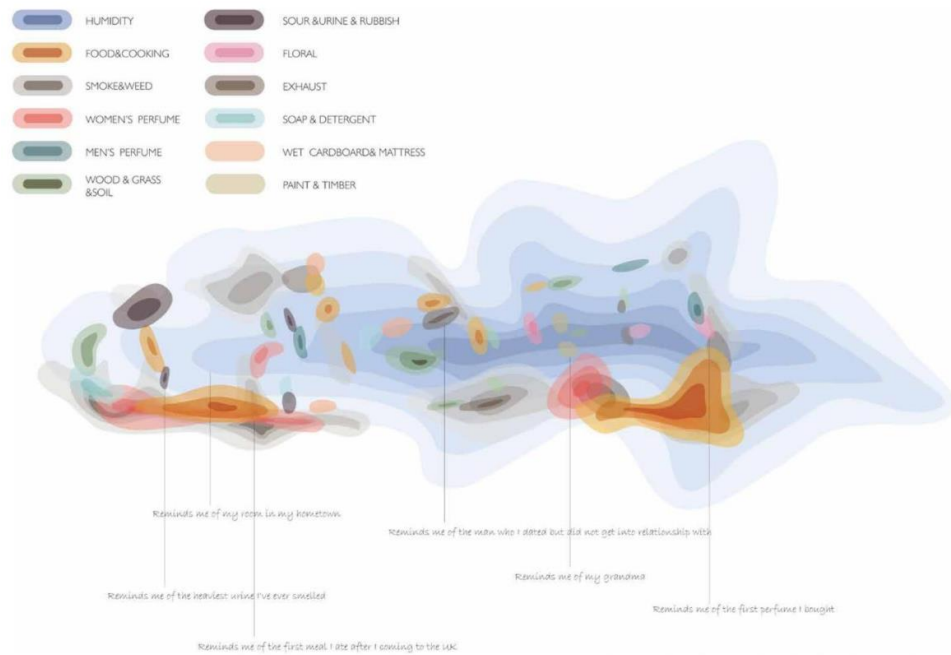 HUMIDITY
FOOD&COOKING
SMOKE&WEED
WOMEN'S PERFUME
MEN'S PERFUME
WOOD & GRASS
&SOIL
SOUR &URINE & RUBBISH
FLORAL
EXHAUST
SOAP & DETERGENT
WET CARDBOARD& MATTRESS
PAINT & TIMBER
Reminds me of my room in my hometown
Reminds me of the man who I dated but did not get into relationship with
Reminds me of my grandma
Reminds me of the heaviest urine I've ever smelled
Reminds me of the first perfume I bought
Reminds me of the first meal I ate after I coming to the UK